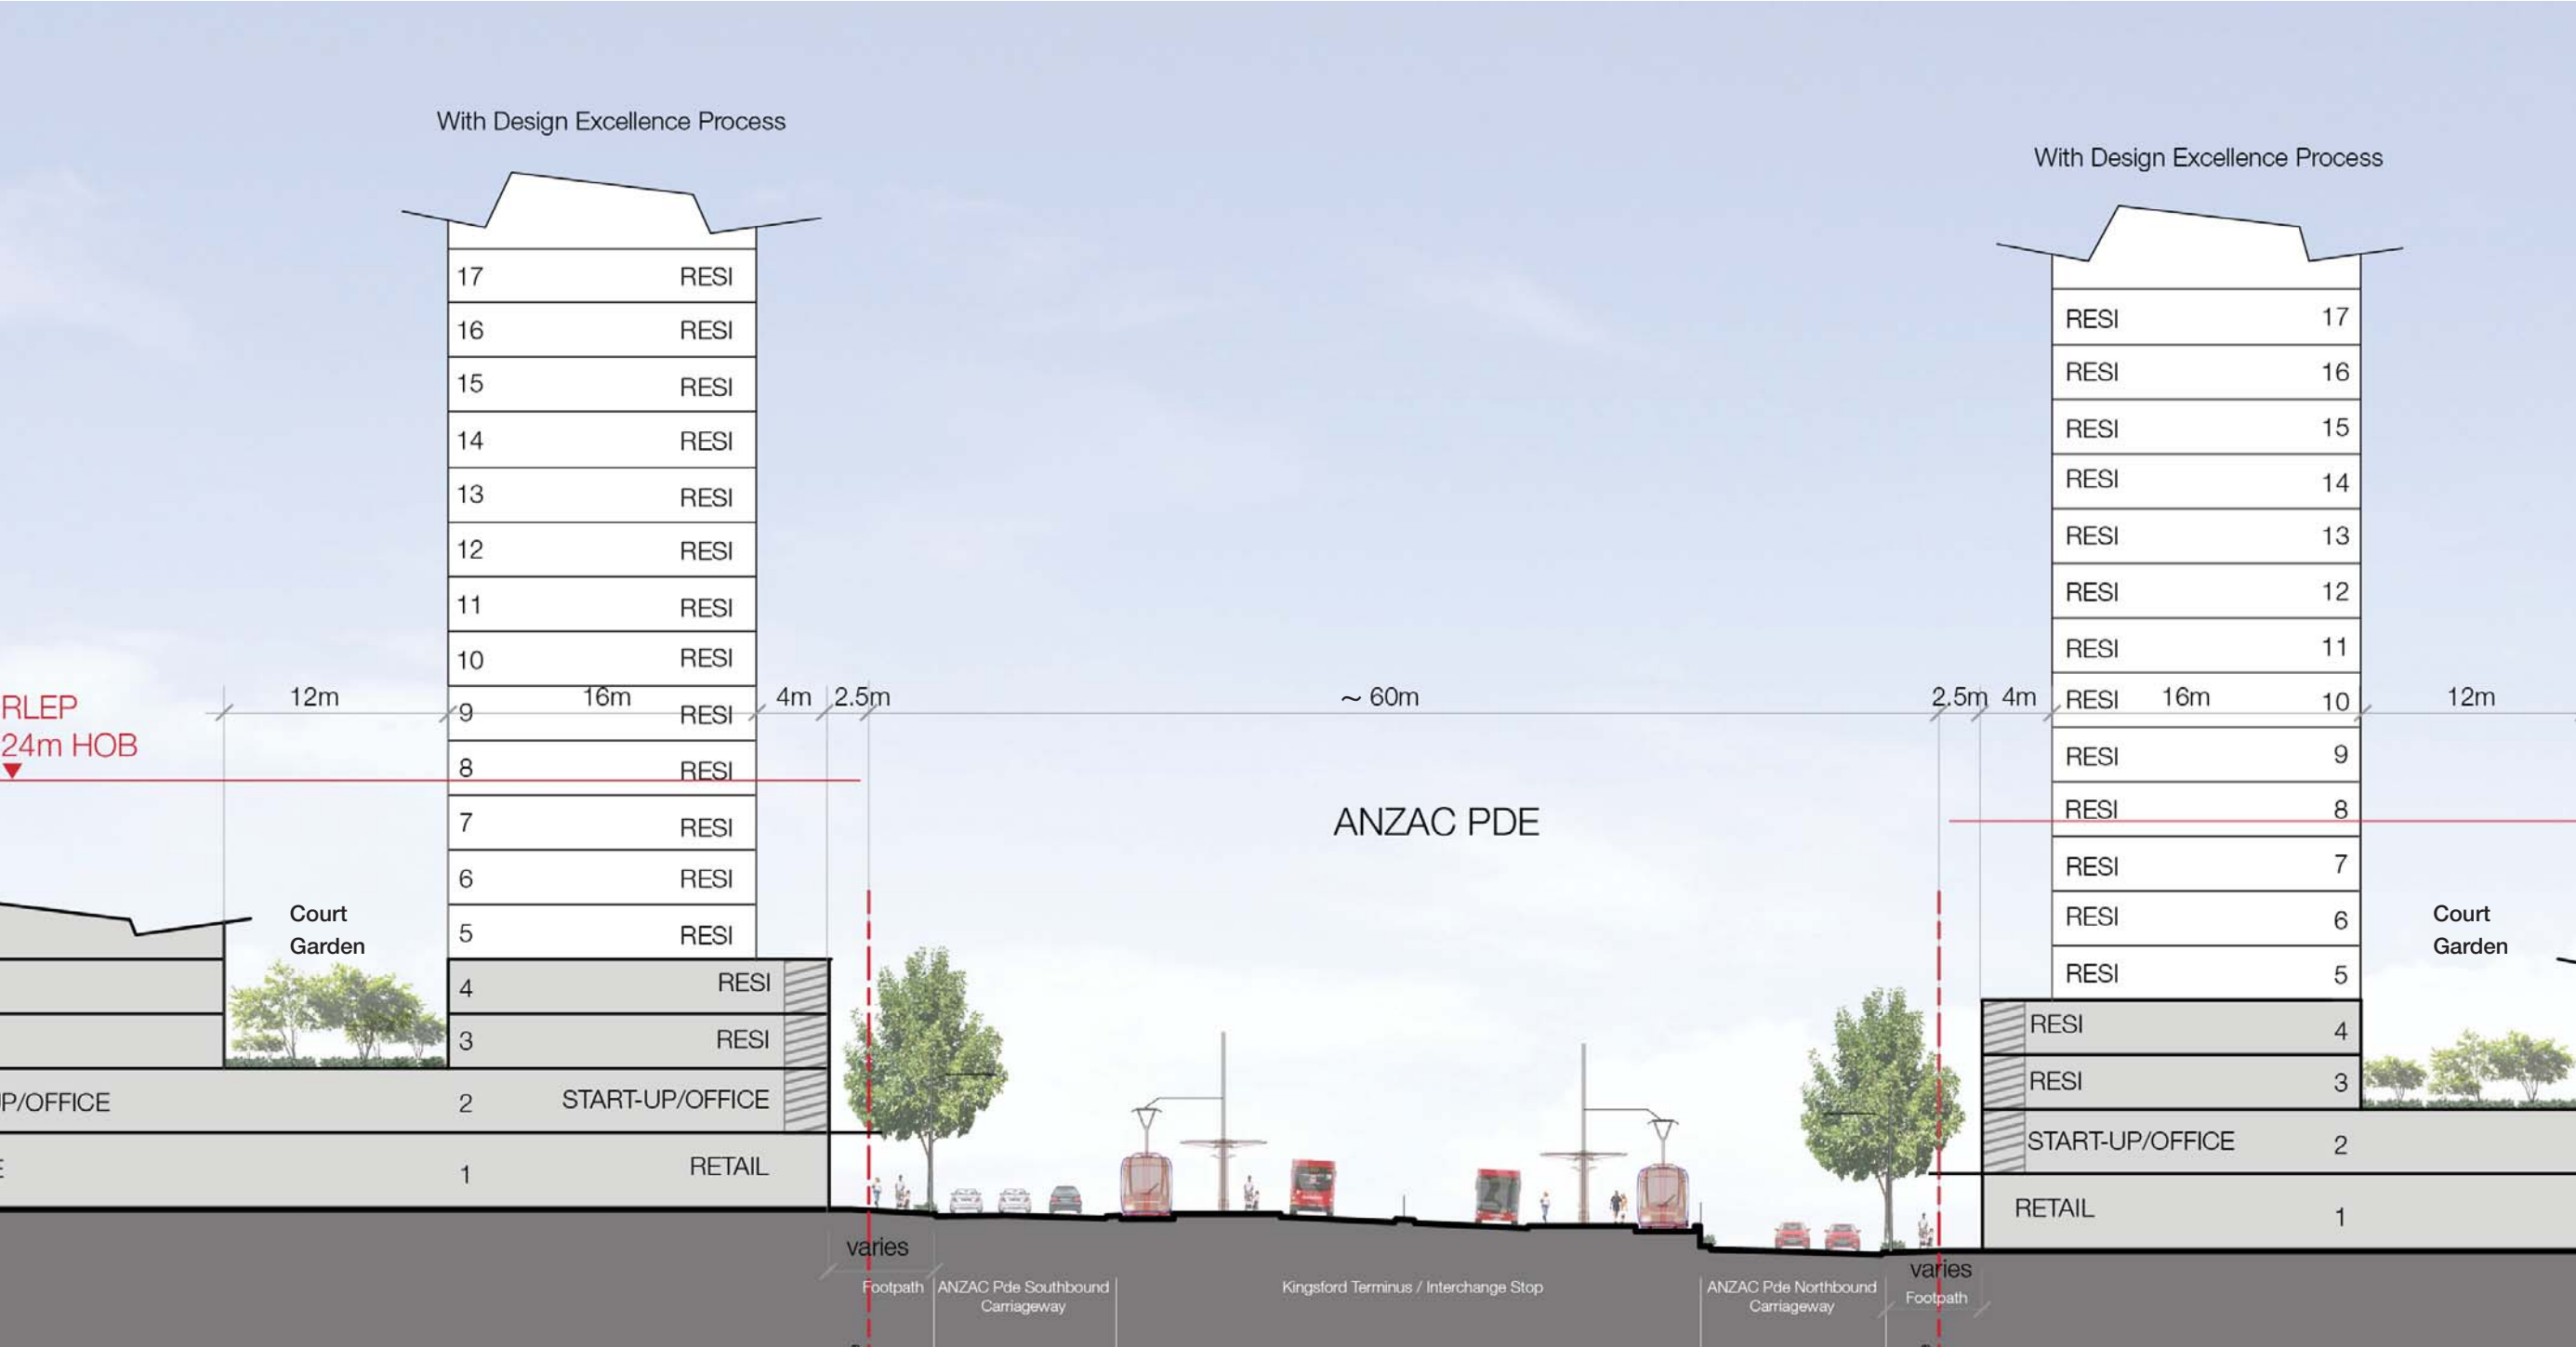 With Design Excellence Process
With Design Excellence Process
17 RESI
16 RESI
15 RESI
14 RESI
13 RESI
12 RESI
11 RESI
10 RESI
9 RESI
8 RESI
7 RESI
6 RESI
5 RESI
4 RESI
3 RESI
2 START-UP/OFFICE
1 RETAIL
RLEP
24m HOB
12m 16m 4m 2.5m ~ 60m 2.5m 4m 16m 12m
Court
Garden
P/OFFICE
ANZAC PDE
RESI 17
RESI 16
RESI 15
RESI 14
RESI 13
RESI 12
RESI 11
RESI 10
RESI 9
RESI 8
RESI 7
RESI 6
RESI 5
RESI 4
RESI 3
START-UP/OFFICE 2
RETAIL 1
Court
Garden
varies
Footpath
ANZAC Pde Southbound
Carriageway
Kingsford Terminus / Interchange Stop
ANZAC Pde Northbound
Carriageway
varies
Footpath